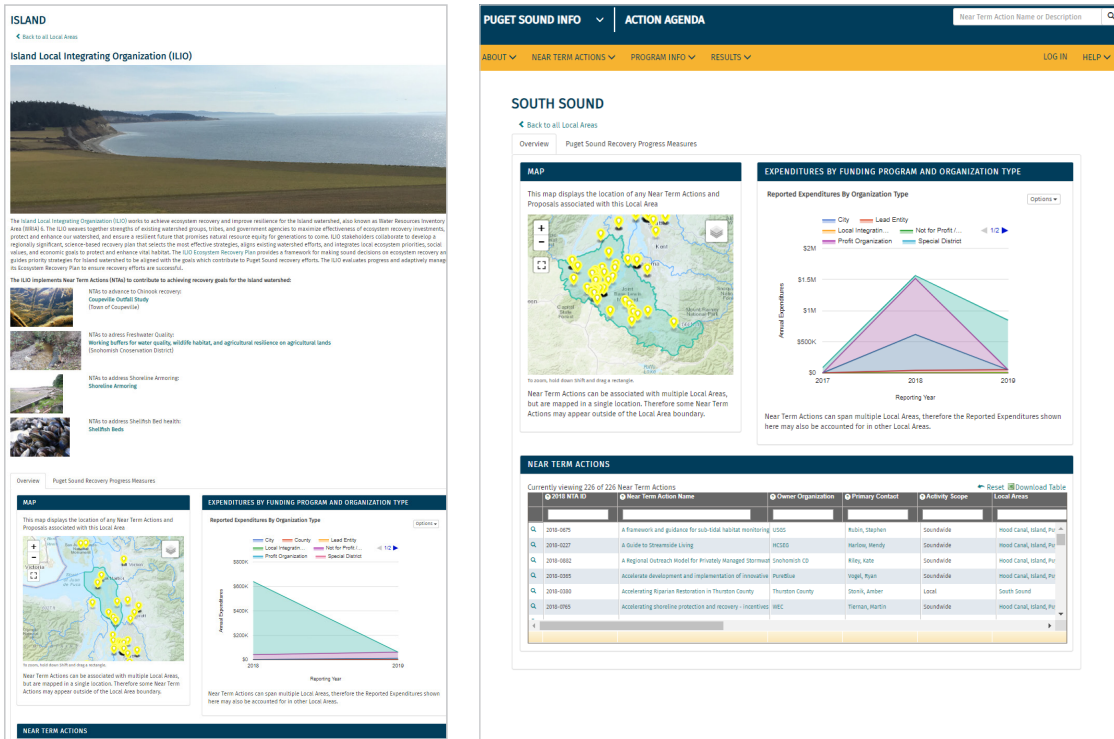 ISLAND
Back to all Local Areas
Island Local Integrating Organization (ILIO)
The Island Local Integrating Organization (ILIO) works to achieve ecosystem recovery and improve resilience for the Island watershed, also known as Water Resources Inventory
Area (WRIA) 6. The ILIO weaves together strengths of existing watershed groups, tribes, and government agencies to maximize effectiveness of ecosystem recovery investments,
protect and enhance our watershed, and ensure a resilient future that promises natural resource equity for generations to come. ILIO stakeholders collaborate to develop a
regionally significant, science-based recovery plan that selects the most effective strategies, aligns existing watershed efforts, and integrates local ecosystem priorities, social
values, and economic goals to protect and enhance vital habitat. The ILIO Ecosystem Recovery Plan provides a framework for making sound decisions on ecosystem recovery an
guides priority strategies for Island watershed to be aligned with the goals which contribute to Puget Sound recovery efforts. The ILIO evaluates progress and adaptively manage
its Ecosystem Recovery Plan to ensure recovery efforts are successful.
The ILIO implements Near Term Actions (NTAs) to contribute to achieving recovery goals for the Island watershed:
NTAs to advance to Chinook recovery:
Coupeville Outfall Study
(Town of Coupeville)
NTAs to adress Freshwater Quality:
Working buffers for water quality, wildlife habitat, and agricultural resilience on agricultural lands
(Snohomish Cnoservation District)
NTAs to address Shoreline Armoring:
Shoreline Armoring
NTAs to address Shellfish Bed health:
Shellfish Beds
Overview Puget Sound Recovery Progress Measures
MAP
This map displays the location of any Near Term Actions and
Proposals associated with this Local Area
+
-
Victoria
To zoom, hold down Shift and drag a rectangle.
Near Term Actions can be associated with multiple Local Areas,
but are mapped in a single location. Therefore some Near Term
Actions may appear outside of the Local Area boundary.
EXPENDITURES BY FUNDING PROGRAM AND ORGANIZATION TYPE
Reported Expenditures By Organization Type
Options
City County Lead Entity
Local Integratin... Not for Profit /... 1/2
Profit Organization Special District
$800K
$600K
$400K
$200K
$0
Annual Expenditures
2018 2019
Reporting Year
Near Term Actions can span multiple Local Areas, therefore the Reported Expenditures shown
here may also be accounted for in other Local Areas.
NEAR TERM ACTIONS
PUGET SOUND INFO ACTION AGENDA
Near Term Action Name or Description
ABOUT NEAR TERM ACTIONS PROGRAM INFO RESULTS LOG IN HELP
SOUTH SOUND
Back to all Local Areas
Overview Puget Sound Recovery Progress Measures
MAP
This map displays the location of any Near Term Actions and
Proposals associated with this Local Area
+
-
To zoom, hold down Shift and drag a rectangle.
Near Term Actions can be associated with multiple Local Areas,
but are mapped in a single location. Therefore some Near Term
Actions may appear outside of the Local Area boundary.
EXPENDITURES BY FUNDING PROGRAM AND ORGANIZATION TYPE
Reported Expenditures By Organization Type
Options
City Lead Entity
Local Integratin... Not for Profit /... 1/2
Profit Organization Special District
$2M
$1.5M
$1M
$500K
$0
Annual Expenditures
2017 2018 2019
Reporting Year
Near Term Actions can span multiple Local Areas, therefore the Reported Expenditures shown
here may also be accounted for in other Local Areas.
NEAR TERM ACTIONS
Currently viewing 226 of 226 Near Term Actions Reset Download Table
2018 NTA ID Near Term Action Name Owner Organization Primary Contact Activity Scope Local Areas
2018-0675 A framework and guidance for sub-tidal habitat monitoring USGS Rubin, Stephen Soundwide Hood Canal, Island, Pu
2018-0227 A Guide to Streamside Living HCSEG Harlow, Mendy Soundwide Hood Canal, Island, Pu
2018-0802 A Regional Outreach Model for Privately Managed Stormwat Snohomish CD Riley, Kate Soundwide Hood Canal, Island, Pu
2018-0385 Accelerate development and implementation of innovative PureBlue Vogel, Ryan Soundwide Hood Canal, Island, Pu
2018-0380 Accelerating Riparian Restoration in Thurston County Thurston County Stonik, Amber Local South Sound
2018-0765 Accelerating shoreline protection and recovery - incentives WEC Tiernan, Martin Soundwide Hood Canal, Island, Pu